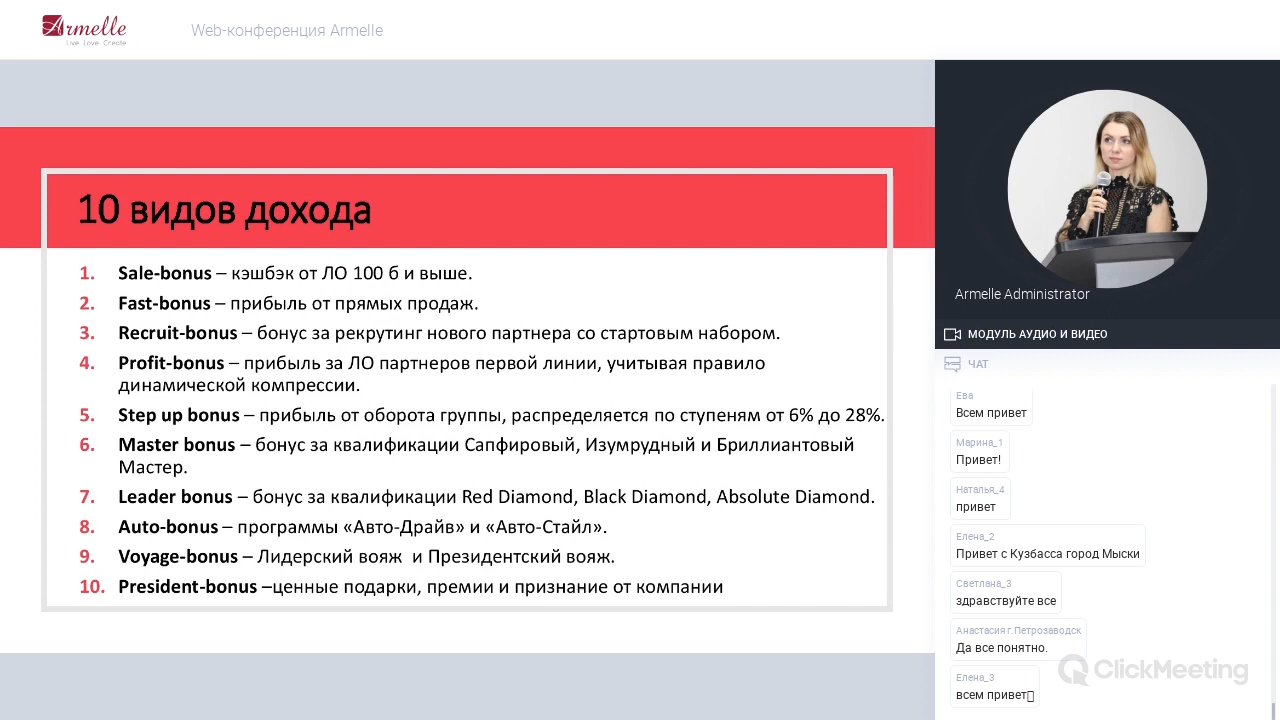 Armelle
Live Love Create
Web-конференция Armelle
10 видов дохода
1. Sale-bonus – кэшбэк от ЛО 100 б и выше.
2. Fast-bonus – прибыль от прямых продаж.
3. Recruit-bonus – бонус за рекрутинг нового партнера со стартовым набором.
4. Profit-bonus – прибыль за ЛО партнеров первой линии, учитывая правило
динамической компрессии.
5. Step up bonus – прибыль от оборота группы, распределяется по ступеням от 6% до 28%.
6. Master bonus – бонус за квалификации Сапфировый, Изумрудный и Бриллиантовый
Мастер.
7. Leader bonus – бонус за квалификации Red Diamond, Black Diamond, Absolute Diamond.
8. Auto-bonus – программы «Авто-Драйв» и «Авто-Стайл».
9. Voyage-bonus – Лидерский вояж и Президентский вояж.
10. President-bonus –ценные подарки, премии и признание от компании
Armelle Administrator
МОДУЛЬ АУДИО И ВИДЕО
ЧАТ
Ева
Всем привет
Марина_1
Привет!
Наталья_4
привет
Елена_2
Привет с Кузбасса город Мыски
Светлана_3
здравствуйте все
Анастасия г.Петрозаводск
Да все понятно.
Елена_3
всем привет
ClickMeeting